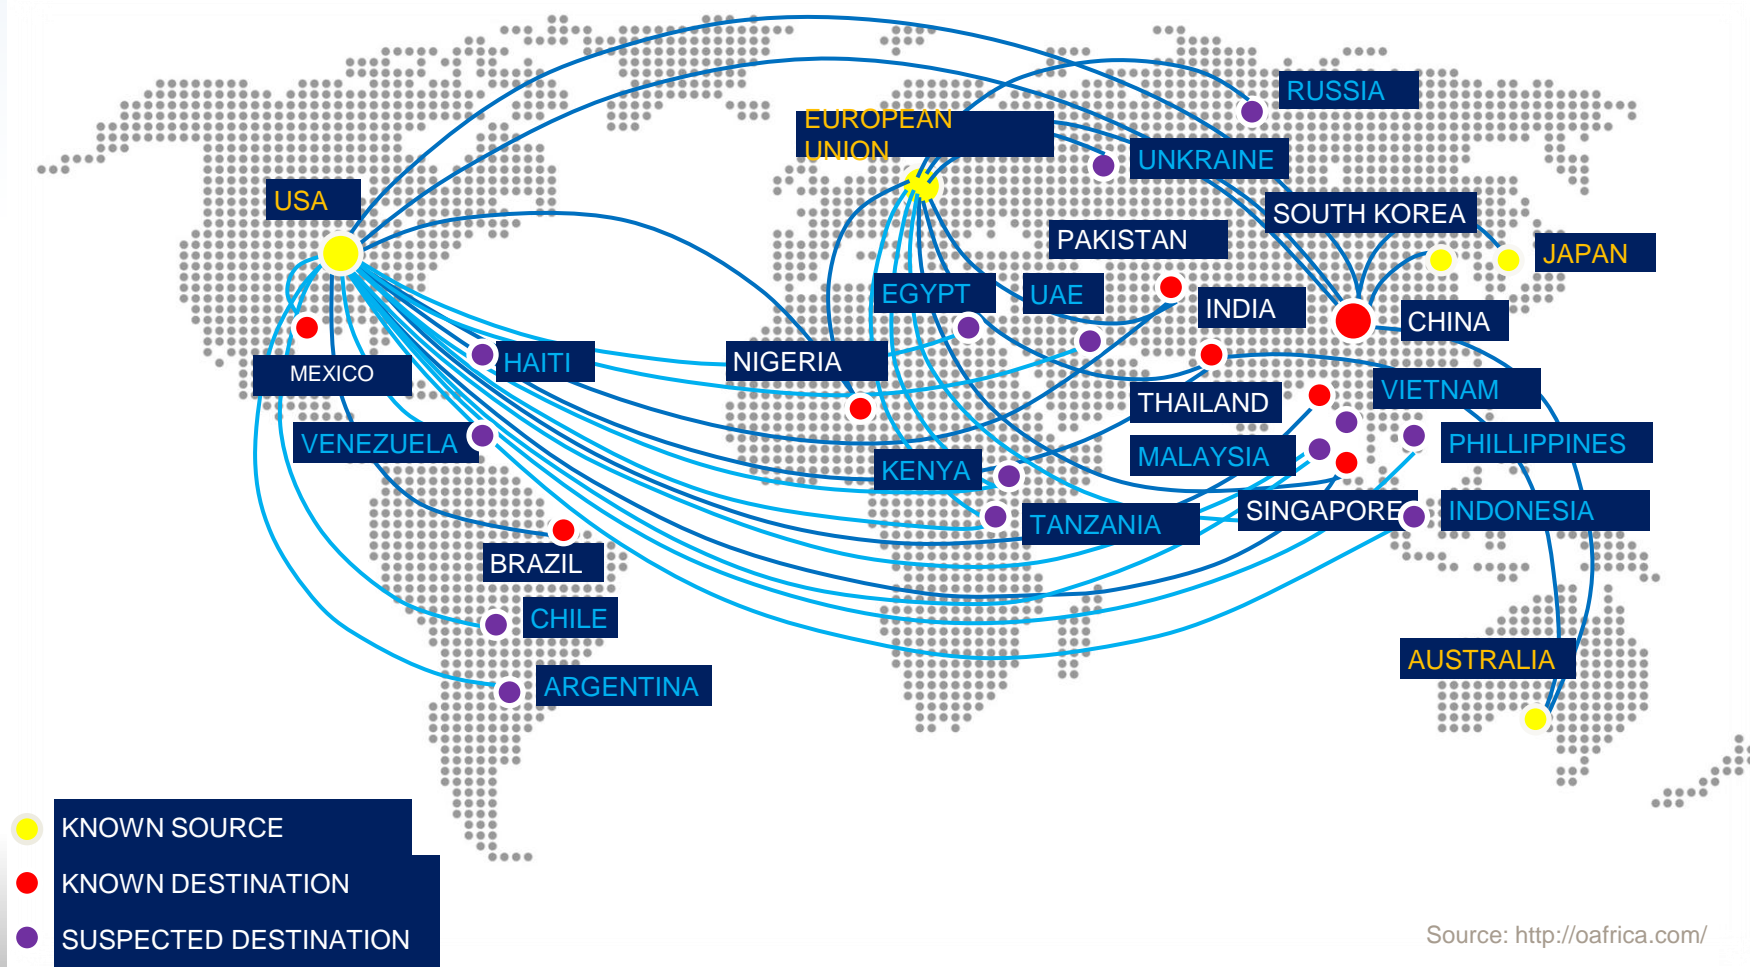 RUSSIA
EUROPEAN
UNION
UNKRAINE
USA
SOUTH KOREA
PAKISTAN
JAPAN
EGYPT
UAE
INDIA
CHINA
HAITI
NIGERIA
MEXICO
THAILAND
VIETNAM
VENEZUELA
KENYA
MALAYSIA
PHILLIPPINES
TANZANIA
SINGAPORE
INDONESIA
BRAZIL
CHILE
AUSTRALIA
ARGENTINA
KNOWN SOURCE
KNOWN DESTINATION
SUSPECTED DESTINATION
Source: http://oafrica.com/